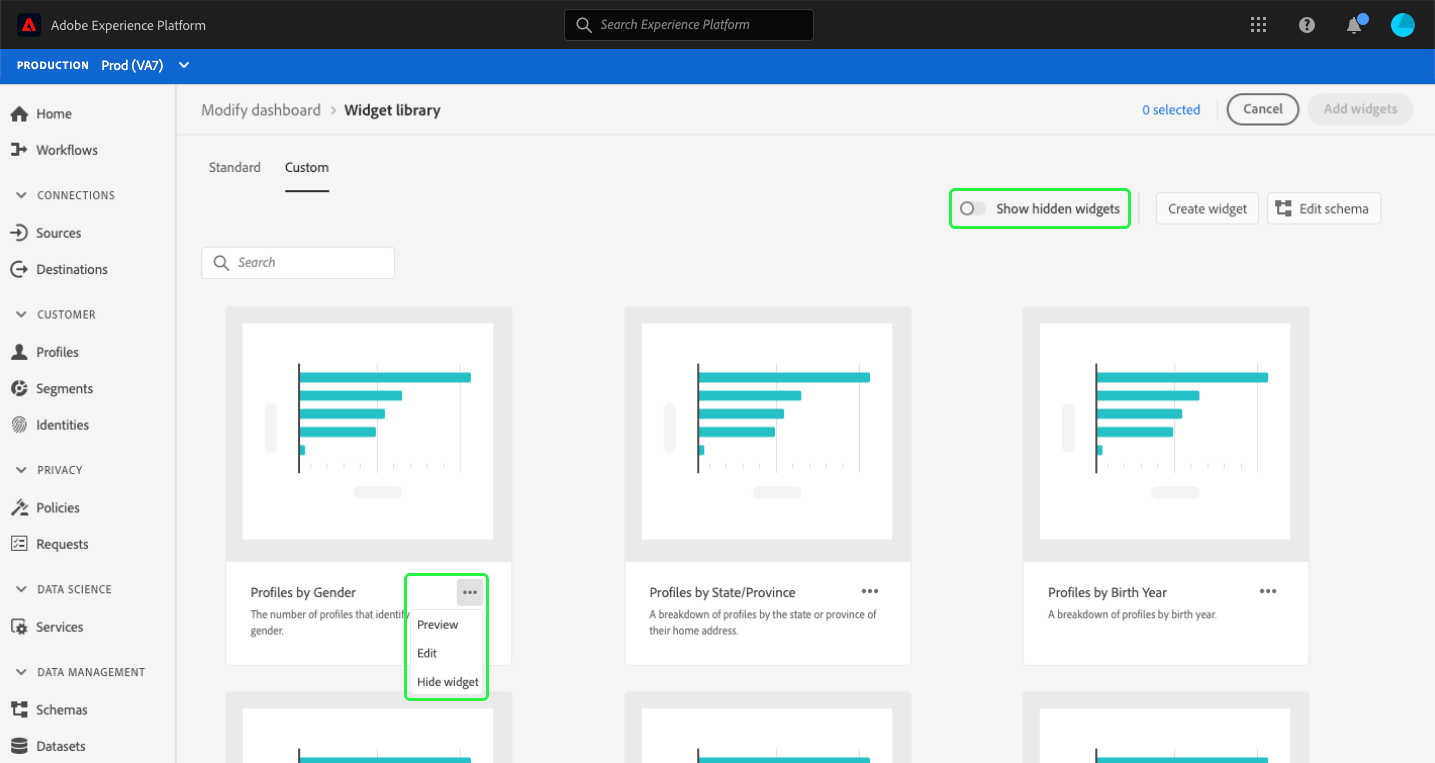 Adobe Experience Platform
Search Experience Platform
PRODUCTION Prod (VA7)
Home
Workflows
CONNECTIONS
Sources
Destinations
CUSTOMER
Profiles
Segments
Identities
PRIVACY
Policies
Requests
DATA SCIENCE
Services
DATA MANAGEMENT
Schemas
Datasets
Modify dashboard > Widget library
0 selected
Cancel
Add widgets
Standard
Custom
Show hidden widgets
Create widget
Edit schema
Search
Profiles by Gender
The number of profiles that identify
gender.
Preview
Edit
Hide widget
Profiles by State/Province
A breakdown of profiles by the state or province of
their home address.
Profiles by Birth Year
A breakdown of profiles by birth year.